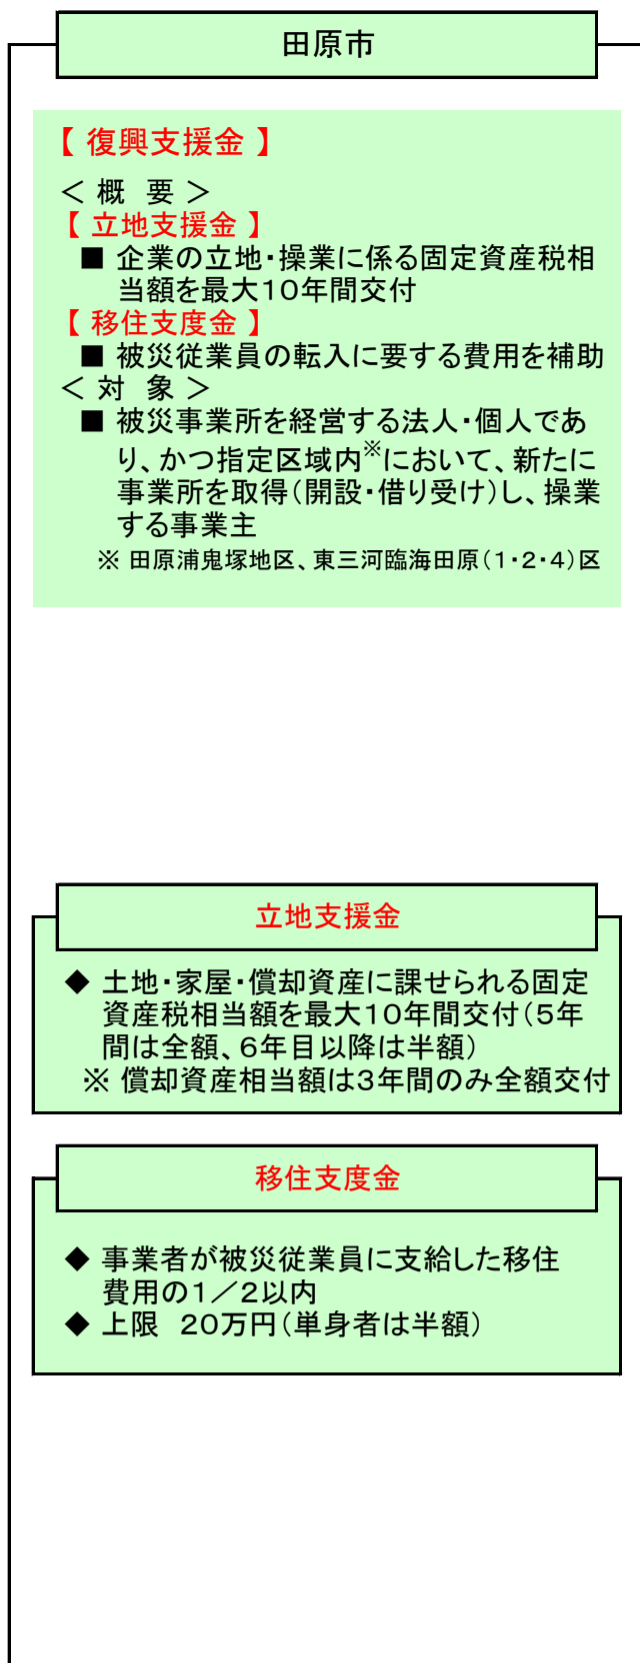 田原市
【 復興支援金 】
＜ 概　要 ＞
【 立地支援金 】
■ 企業の立地・操業に係る固定資産税相
当額を最大１０年間交付
【 移住支度金 】
■ 被災従業員の転入に要する費用を補助
＜ 対　象 ＞
■ 被災事業所を経営する法人・個人であ
り、かつ指定区域内※において、新たに
事業所を取得（開設・借り受け）し、操業
する事業主
※ 田原浦鬼塚地区、東三河臨海田原（１・２・４）区
立地支援金
◆ 土地・家屋・償却資産に課せられる固定
資産税相当額を最大１０年間交付（５年
間は全額、６年目以降は半額）
※ 償却資産相当額は３年間のみ全額交付
移住支度金
◆ 事業者が被災従業員に支給した移住
費用の１／２以内
◆ 上限　２０万円（単身者は半額）